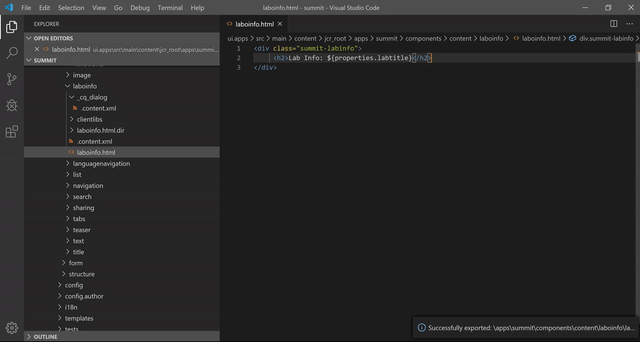 File Edit Selection View Go Debug Terminal Help
laboinfo.html - summit - Visual Studio Code
EXPLORER
OPEN EDITORS
laboinfo.html ui.apps\src\main\content\jcr_root\apps\summi...
SUMMIT
image
laboinfo
_cq_dialog
.content.xml
clientlibs
laboinfo.html.dir
.content.xml
laboinfo.html
languagenavigation
list
navigation
search
sharing
tabs
teaser
text
title
form
structure
config
config.author
i18n
templates
tests
OUTLINE
laboinfo.html
ui.apps > src > main > content > jcr_root > apps > summit > components > content > laboinfo > laboinfo.html > div.summit-labinfo
1 <div class="summit-labinfo">
2 <h2>Lab Info: ${properties.labtitle}</h2>
3 </div>
Successfully exported: \apps\summit\components\content\laboinfo\la...